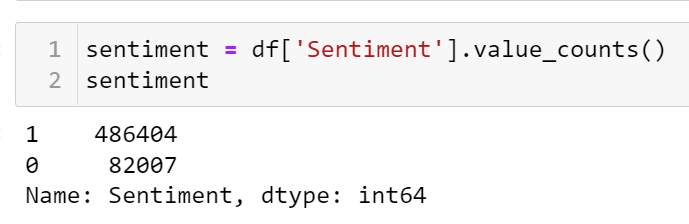 1 sentiment = df['Sentiment'].value_counts()
2 sentiment
1    486404
0     82007
Name: Sentiment, dtype: int64